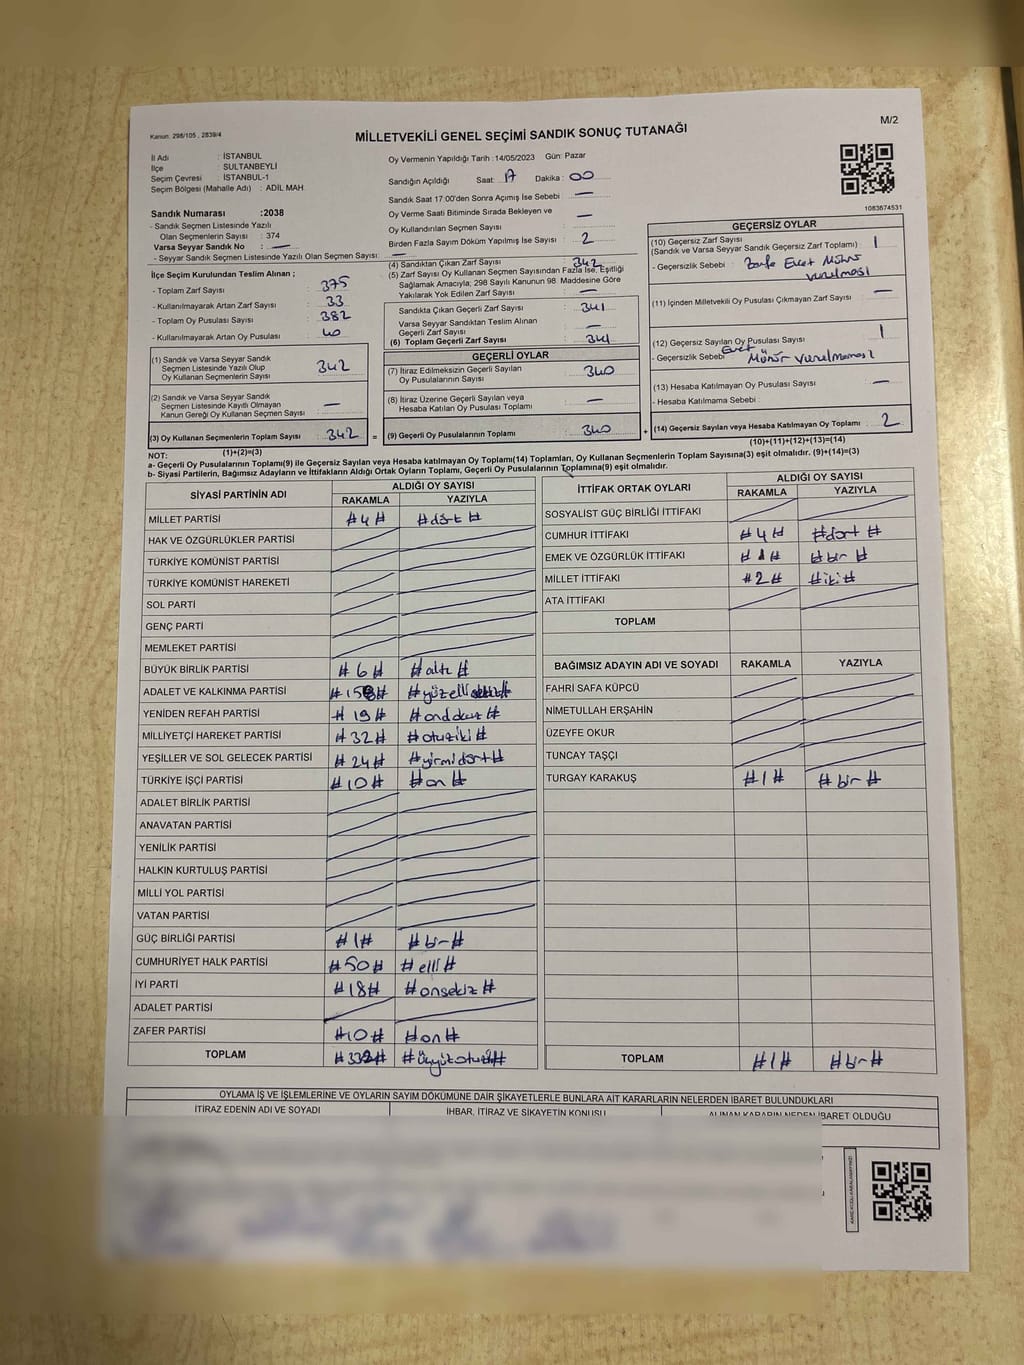 M/2
Kanun: 298/105 , 2839/4
MİLLETVEKİLİ GENEL SEÇİMİ SANDIK SONUÇ TUTANAĞI
İl Adı : İSTANBUL
İlçe : SULTANBEYLİ
Seçim Çevresi : İSTANBUL-1
Seçim Bölgesi (Mahalle Adı) : ADİL MAH.
Sandık Numarası :2038
- Sandık Seçmen Listesinde Yazılı
Olan Seçmenlerin Sayısı : 374
Varsa Seyyar Sandık No : —
- Seyyar Sandık Seçmen Listesinde Yazılı Olan Seçmen Sayısı: —
Oy Vermenin Yapıldığı Tarih :14/05/2023 Gün: Pazar
Sandığın Açıldığı Saat: 17 Dakika : 00
Sandık Saat 17:00'den Sonra Açımış İse Sebebi : —
Oy Verme Saati Bitiminde Sırada Bekleyen ve
Oy Kullandırılan Seçmen Sayısı : —
Birden Fazla Sayım Döküm Yapılmış İse Sayısı : 2
1083674531
İlçe Seçim Kurulundan Teslim Alınan ;
- Toplam Zarf Sayısı : 375
- Kullanılmayarak Artan Zarf Sayısı : 33
- Toplam Oy Pusulası Sayısı : 382
- Kullanılmayarak Artan Oy Pusulası : 40
(1) Sandık ve Varsa Seyyar Sandık
Seçmen Listesinde Yazılı Olup
Oy Kullanan Seçmenlerin Sayısı : 342
(2) Sandık ve Varsa Seyyar Sandık
Seçmen Listesinde Kayıtlı Olmayan
Kanun Gereği Oy Kullanan Seçmen Sayısı : —
(3) Oy Kullanan Seçmenlerin Toplam Sayısı : 342
(1)+(2)=(3)
(4) Sandıktan Çıkan Zarf Sayısı : 342
(5) Zarf Sayısı Oy Kullanan Seçmen Sayısından Fazla İse, Eşitliği
Sağlamak Amacıyla; 298 Sayılı Kanunun 98. Maddesine Göre
Yakılarak Yok Edilen Zarf Sayısı : —
Sandıkta Çıkan Geçerli Zarf Sayısı : 341
Varsa Seyyar Sandıktan Teslim Alınan
Geçerli Zarf Sayısı : —
(6) Toplam Geçerli Zarf Sayısı : 341
GEÇERLİ OYLAR
(7) İtiraz Edilmeksizin Geçerli Sayılan
Oy Pusulalarının Sayısı : 340
(8) İtiraz Üzerine Geçerli Sayılan veya
Hesaba Katılan Oy Pusulası Toplamı : —
= (9) Geçerli Oy Pusulalarının Toplamı : 340
GEÇERSİZ OYLAR
(10) Geçersiz Zarf Sayısı
(Sandık ve Varsa Seyyar Sandık Geçersiz Zarf Toplamı) : 1
- Geçersizlik Sebebi : Zarfa Evet Mührü
vurulması
(11) İçinden Milletvekili Oy Pusulası Çıkmayan Zarf Sayısı : —
(12) Geçersiz Sayılan Oy Pusulası Sayısı : 1
- Geçersizlik Sebebi : Evet Mührü vurulmaması
(13) Hesaba Katılmayan Oy Pusulası Sayısı : —
- Hesaba Katılmama Sebebi :
+ (14) Geçersiz Sayılan veya Hesaba Katılmayan Oy Toplamı : 2
(10)+(11)+(12)+(13)=(14)
NOT:
a- Geçerli Oy Pusulalarının Toplamı(9) ile Geçersiz Sayılan veya Hesaba katılmayan Oy Toplamı(14) Toplamları, Oy Kullanan Seçmenlerin Toplam Sayısına(3) eşit olmalıdır. (9)+(14)=(3)
b- Siyasi Partilerin, Bağımsız Adayların ve İttifakların Aldığı Ortak Oyların Toplamı, Geçerli Oy Pusulalarının Toplamına(9) eşit olmalıdır.
SİYASİ PARTİNİN ADI ALDIĞI OY SAYISI
RAKAMLA YAZIYLA
MİLLET PARTİSİ #4# #dört#
HAK VE ÖZGÜRLÜKLER PARTİSİ
TÜRKİYE KOMÜNİST PARTİSİ
TÜRKİYE KOMÜNİST HAREKETİ
SOL PARTİ
GENÇ PARTİ
MEMLEKET PARTİSİ
BÜYÜK BİRLİK PARTİSİ #6# #altı#
ADALET VE KALKINMA PARTİSİ
YENİDEN REFAH PARTİSİ #19# #ondokuz#
MİLLİYETÇİ HAREKET PARTİSİ #32# #otuziki#
YEŞİLLER VE SOL GELECEK PARTİSİ #24# #yirmidört#
TÜRKİYE İŞÇİ PARTİSİ #10# #on#
ADALET BİRLİK PARTİSİ
ANAVATAN PARTİSİ
YENİLİK PARTİSİ
HALKIN KURTULUŞ PARTİSİ
MİLLİ YOL PARTİSİ
VATAN PARTİSİ
GÜÇ BİRLİĞİ PARTİSİ #1# #bir#
CUMHURİYET HALK PARTİSİ #50# #elli#
İYİ PARTİ #18# #onsekiz#
ADALET PARTİSİ
ZAFER PARTİSİ #10# #on#
TOPLAM #332#
İTTİFAK ORTAK OYLARI ALDIĞI OY SAYISI
RAKAMLA YAZIYLA
SOSYALİST GÜÇ BİRLİĞİ İTTİFAKI
CUMHUR İTTİFAKI #4# #dört#
EMEK VE ÖZGÜRLÜK İTTİFAKI #1# #bir#
MİLLET İTTİFAKI #2# #iki#
ATA İTTİFAKI
TOPLAM
BAĞIMSIZ ADAYIN ADI VE SOYADI RAKAMLA YAZIYLA
FAHRİ SAFA KÜPCÜ
NİMETULLAH ERŞAHİN
ÜZEYFE OKUR
TUNCAY TAŞÇI
TURGAY KARAKUŞ #1# #bir#
TOPLAM #1# #bir#
OYLAMA İŞ VE İŞLEMLERİNE VE OYLARIN SAYIM DÖKÜMÜNE DAİR ŞİKAYETLERLE BUNLARA AİT KARARLARIN NELERDEN İBARET BULUNDUKLARI
İTİRAZ EDENİN ADI VE SOYADI İHBAR, İTİRAZ VE ŞİKAYETİN KONUSU ALINAN KARARIN NEDEN İBARET OLDUĞU